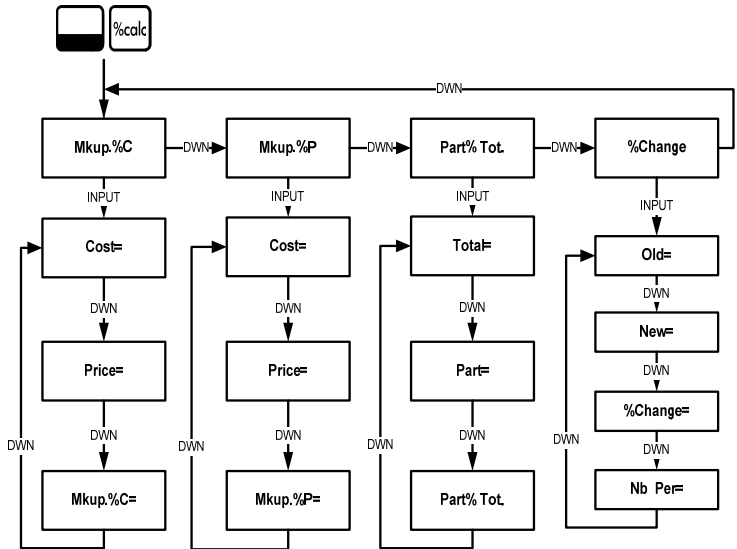 %calc
DWN
Mkup.%C
DWN
Mkup.%P
DWN
Part% Tot.
DWN
%Change
INPUT
INPUT
INPUT
INPUT
Cost=
Cost=
Total=
Old=
DWN
DWN
DWN
DWN
New=
Price=
Price=
Part=
DWN
%Change=
DWN
DWN
DWN
DWN
DWN
DWN
DWN
DWN
Mkup.%C=
Mkup.%P=
Part% Tot.
Nb Per=